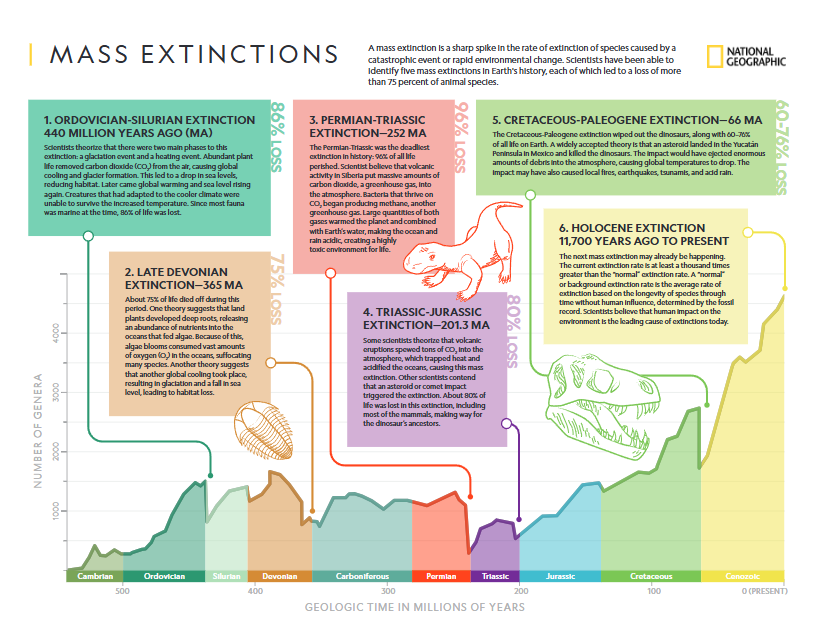 MASS EXTINCTIONS
A mass extinction is a sharp spike in the rate of extinction of species caused by a
catastrophic event or rapid environmental change. Scientists have been able to
identify five mass extinctions in Earth's history, each of which led to a loss of more
than 75 percent of animal species.
NATIONAL
GEOGRAPHIC
1. ORDOVICIAN-SILURIAN EXTINCTION
440 MILLION YEARS AGO (MA)
Scientists theorize that there were two main phases to this
extinction: a glaciation event and a heating event. Abundant plant
life removed carbon dioxide (CO₂) from the air, causing global
cooling and glacier formation. This led to a drop in sea levels,
reducing habitat. Later came global warming and sea level rising
again. Creatures that had adapted to the cooler climate were
unable to survive the increased temperature. Since most fauna
was marine at the time, 86% of life was lost.
86% LOSS
2. LATE DEVONIAN
EXTINCTION—365 MA
About 75% of life died off during this
period. One theory suggests that land
plants developed deep roots, releasing
an abundance of nutrients into the
oceans that fed algae. Because of this,
algae blooms consumed vast amounts
of oxygen (O₂) in the oceans, suffocating
many species. Another theory suggests
that another global cooling took place,
resulting in glaciation and a fall in sea
level, leading to habitat loss.
75% LOSS
3. PERMIAN-TRIASSIC
EXTINCTION—252 MA
The Permian-Triassic was the deadliest
extinction in history: 96% of all life
perished. Scientists believe that volcanic
activity in Siberia put massive amounts of
carbon dioxide, a greenhouse gas, into
the atmosphere. Bacteria that thrive on
CO₂ began producing methane, another
greenhouse gas. Large quantities of both
gases warmed the planet and combined
with Earth's water, making the ocean and
rain acidic, creating a highly
toxic environment for life.
96% LOSS
4. TRIASSIC-JURASSIC
EXTINCTION—201.3 MA
Some scientists theorize that volcanic
eruptions spewed tons of CO₂ into the
atmosphere, which trapped heat and
acidified the oceans, causing this mass
extinction. Other scientists contend
that an asteroid or comet impact
triggered the extinction. About 80% of
life was lost in this extinction, including
most of the mammals, making way for
the dinosaur's ancestors.
80% LOSS
5. CRETACEOUS-PALEOGENE EXTINCTION—66 MA
The Cretaceous-Paleogene extinction wiped out the dinosaurs, along with 60-76%
of all life on Earth. A widely accepted theory is that an asteroid landed in the Yucatán
Peninsula in Mexico and killed the dinosaurs. The impact would have ejected enormous
amounts of debris into the atmosphere, causing global temperatures to drop. The
impact may have also caused local fires, earthquakes, tsunamis, and acid rain.
60-76% LOSS
6. HOLOCENE EXTINCTION
11,700 YEARS AGO TO PRESENT
The next mass extinction may already be happening.
The current extinction rate is at least a thousand times
greater than the "normal" extinction rate. A "normal"
or background extinction rate is the average rate of
extinction based on the longevity of species through
time without human influence, determined by the fossil
record. Scientists believe that human impact on the
environment is the leading cause of extinctions today.
NUMBER OF GENERA
4000
3000
2000
1000
Cambrian Ordovician Silurian Devonian Carboniferous Permian Triassic Jurassic Cretaceous Cenozoic
500 400 300 200 100 0 (PRESENT)
GEOLOGIC TIME IN MILLIONS OF YEARS